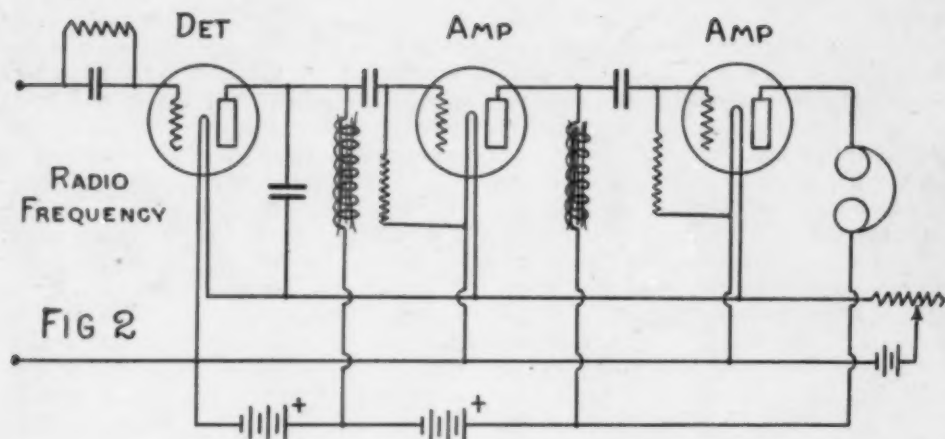 DET
AMP
AMP
RADIO
FREQUENCY
FIG 2
+
+